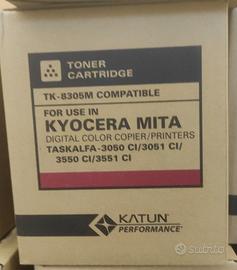 TONER
CARTRIDGE
TK-8305M COMPATIBLE
FOR USE IN
KYOCERA MITA
DIGITAL COLOR COPIER/PRINTERS
TASKALFA-3050 CI/3051 CI/
3550 CI/3551 CI
KATUN
PERFORMANCE
Subito